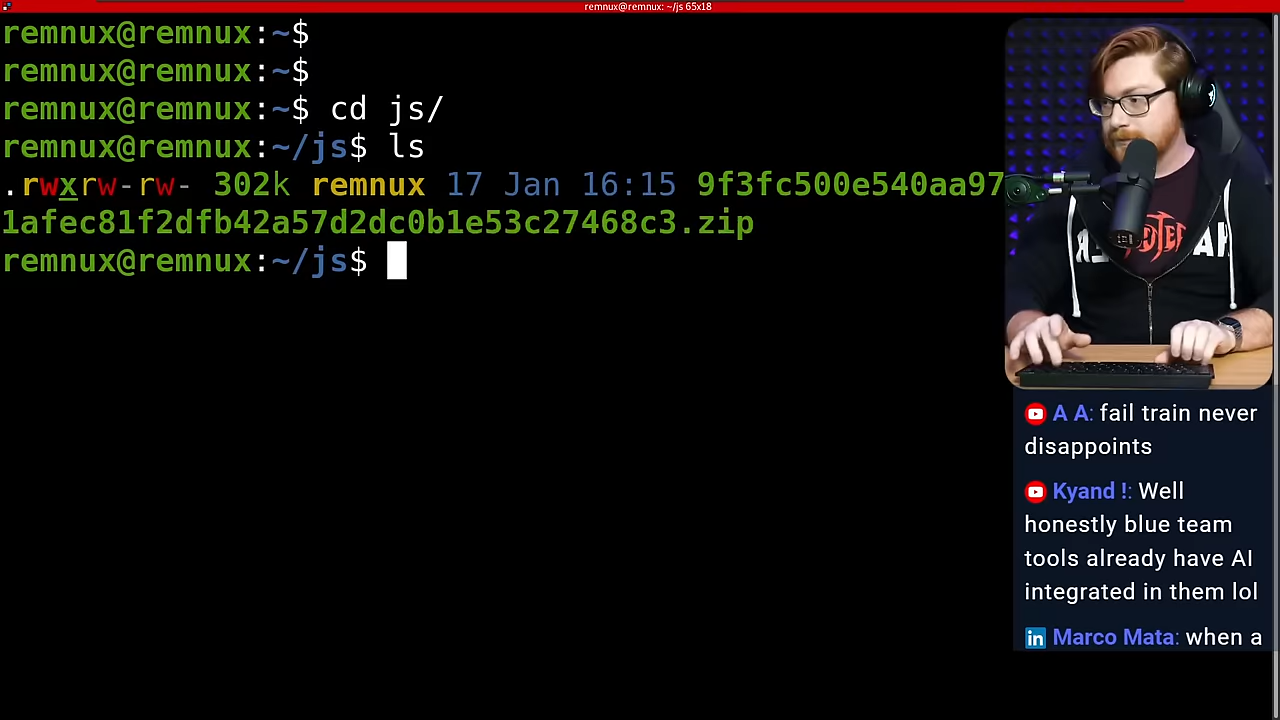 remnux@remnux: ~/js 65x18
remnux@remnux:~$
remnux@remnux:~$
remnux@remnux:~$ cd js/
remnux@remnux:~/js$ ls
.rwxrw-rw- 302k remnux 17 Jan 16:15 9f3fc500e540aa97
1afec81f2dfb42a57d2dc0b1e53c27468c3.zip
remnux@remnux:~/js$
A A: fail train never
disappoints
Kyand !: Well
honestly blue team
tools already have AI
integrated in them lol
Marco Mata: when a